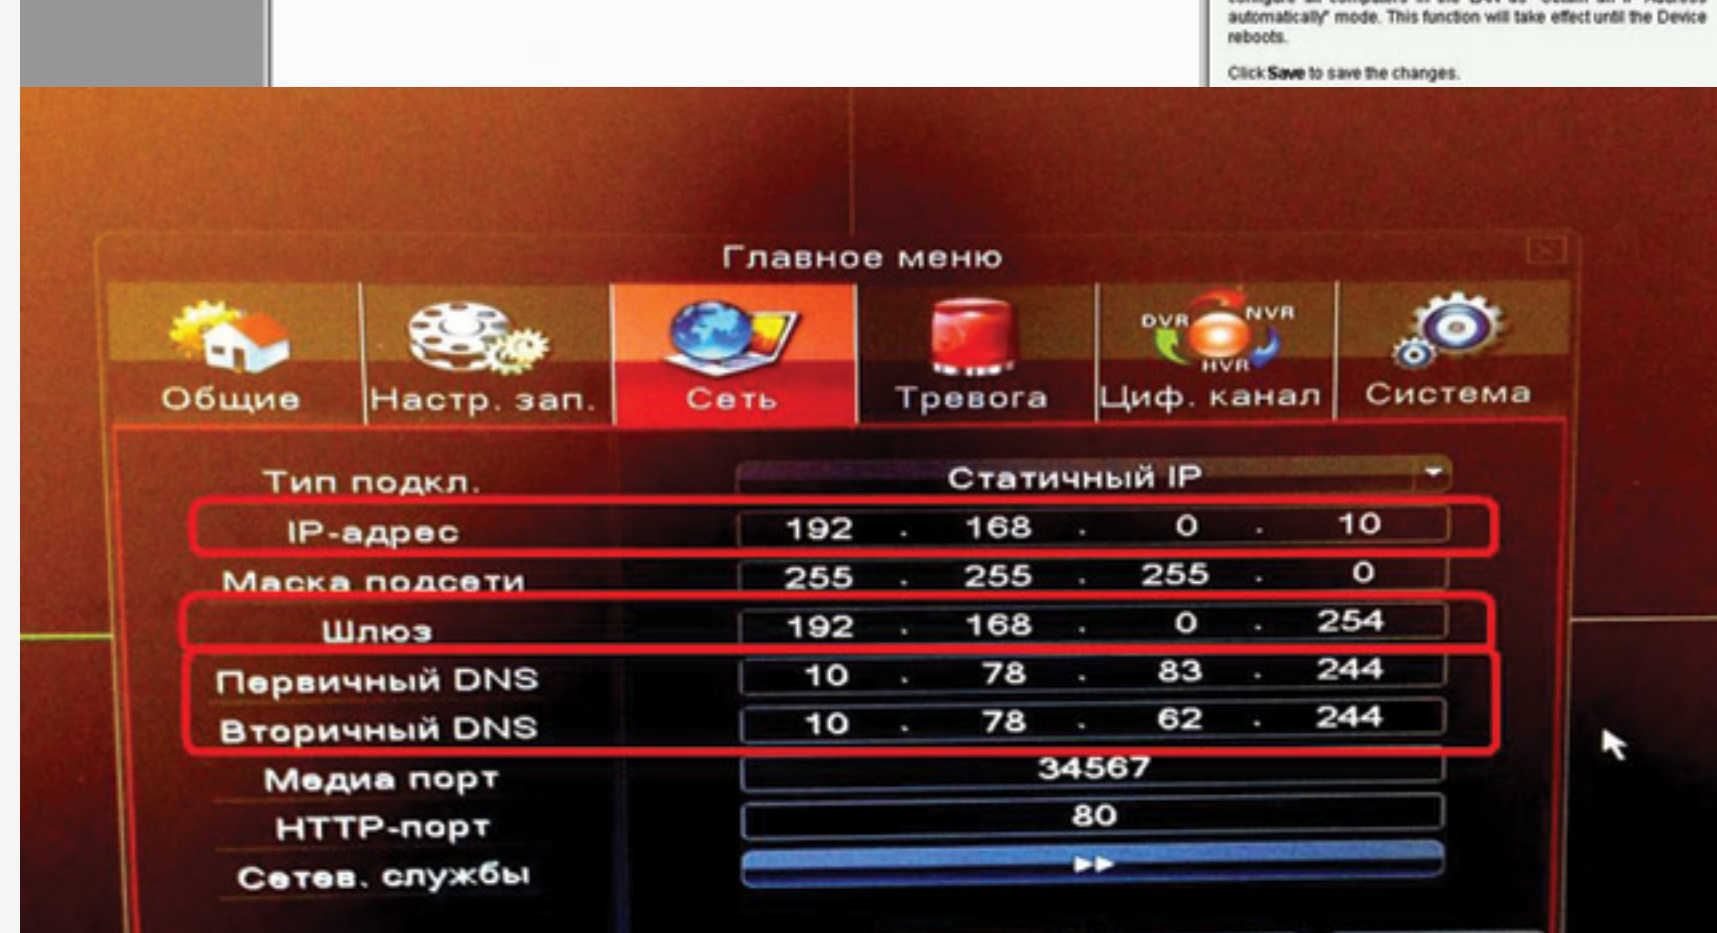 automatically" mode. This function will take effect until the Device
reboots.
Click Save to save the changes.
Главное меню
Общие
Настр. зап.
Сеть
Тревога
DVR NVR HVR
Циф. канал
Система
Тип подкл. Статичный IP
IP-адрес 192 . 168 . 0 . 10
Маска подсети 255 . 255 . 255 . 0
Шлюз 192 . 168 . 0 . 254
Первичный DNS 10 . 78 . 83 . 244
Вторичный DNS 10 . 78 . 62 . 244
Медиа порт 34567
HTTP-порт 80
Сетев. службы